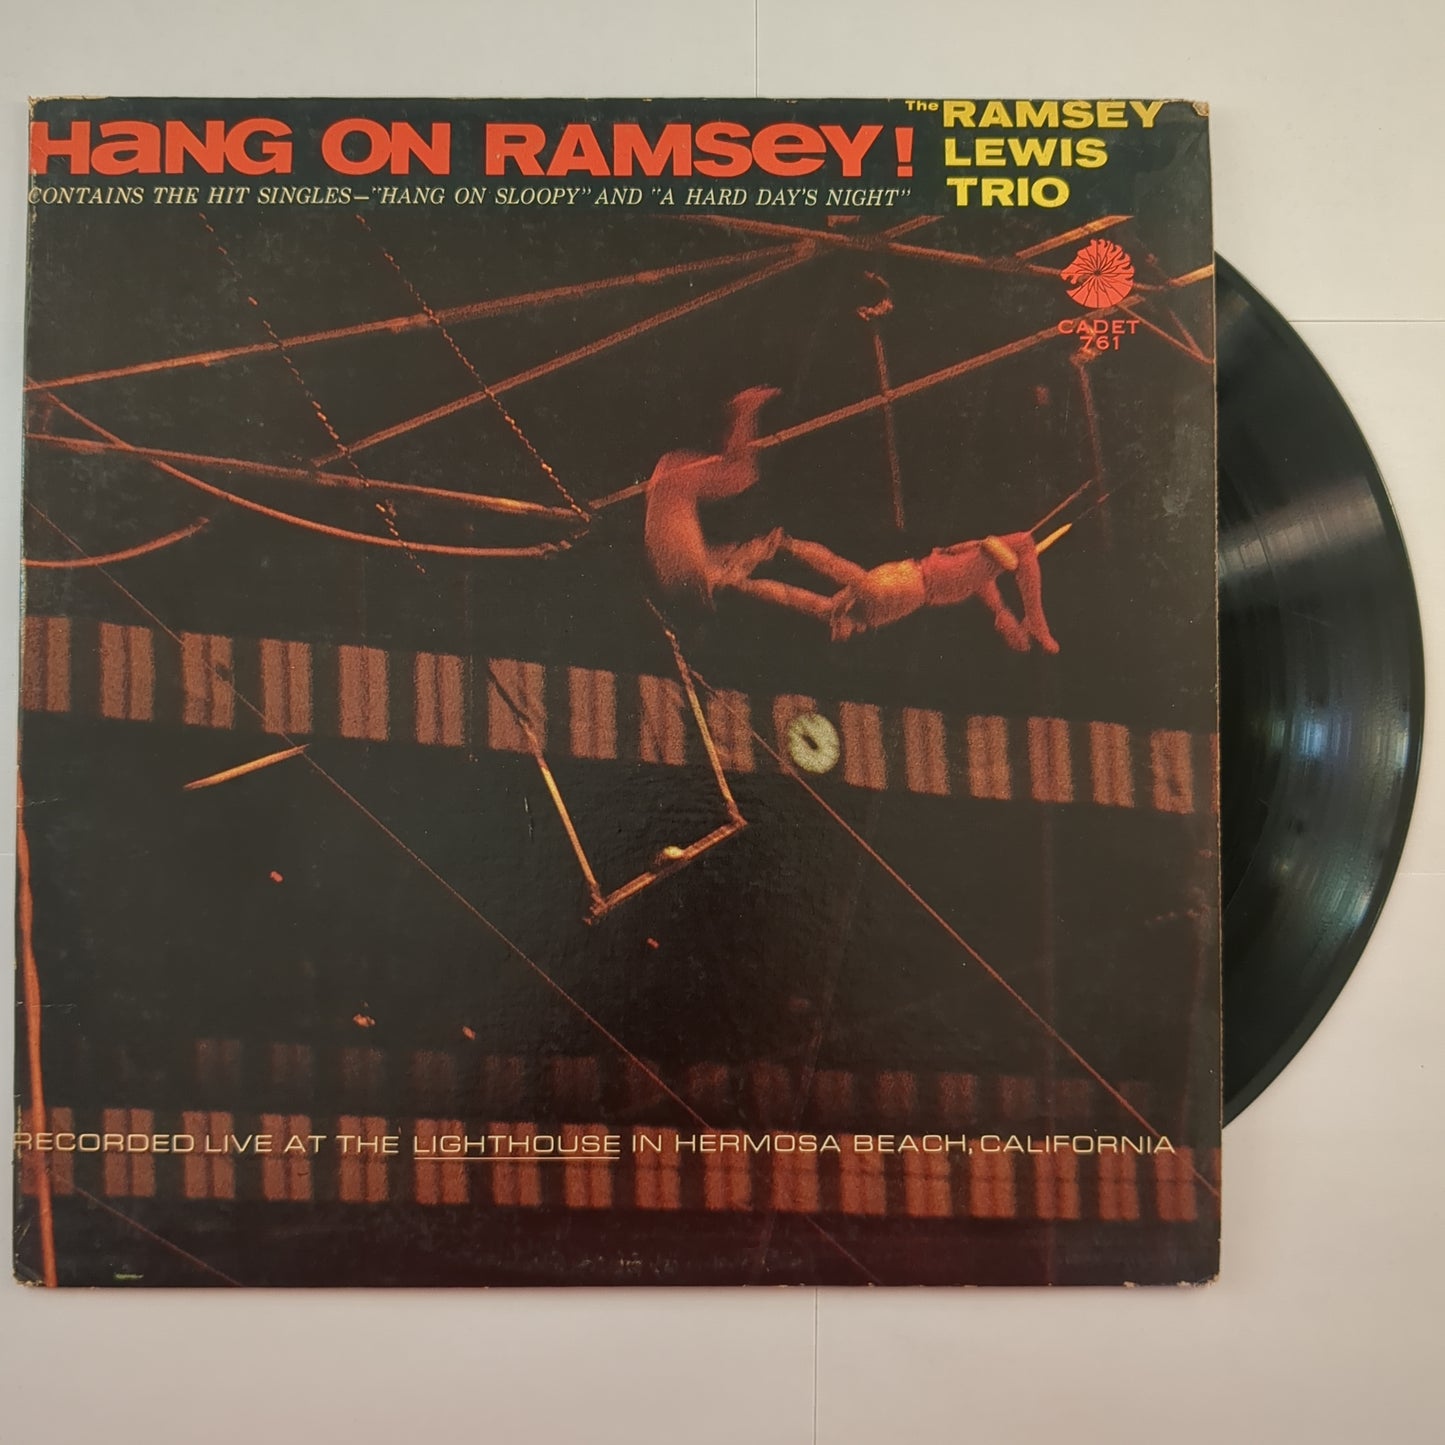 HANG ON RAMSEY!
CONTAINS THE HIT SINGLES—"HANG ON SLOOPY" AND "A HARD DAY'S NIGHT"
The RAMSEY
LEWIS
TRIO
CADET
761
RECORDED LIVE AT THE LIGHTHOUSE IN HERMOSA BEACH, CALIFORNIA